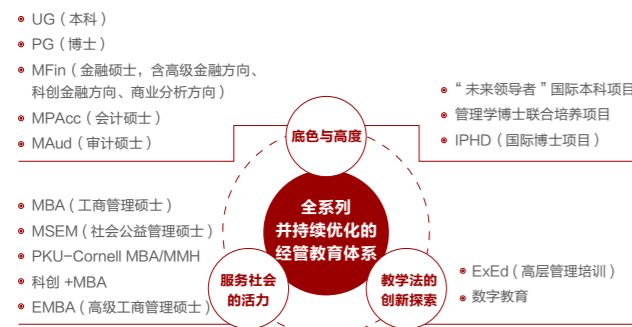 UG（本科）
PG（博士）
MFin（金融硕士，含高级金融方向、
科创金融方向、商业分析方向）
MPAcc（会计硕士）
MAud（审计硕士）
“未来领导者”国际本科项目
管理学博士联合培养项目
IPHD（国际博士项目）
底色与高度
全系列
并持续优化的
经管教育体系
MBA（工商管理硕士）
MSEM（社会公益管理硕士）
PKU-Cornell MBA/MMH
科创 +MBA
EMBA（高级工商管理硕士）
服务社会
的活力
教学法的
创新探索
ExEd（高层管理培训）
数字教育